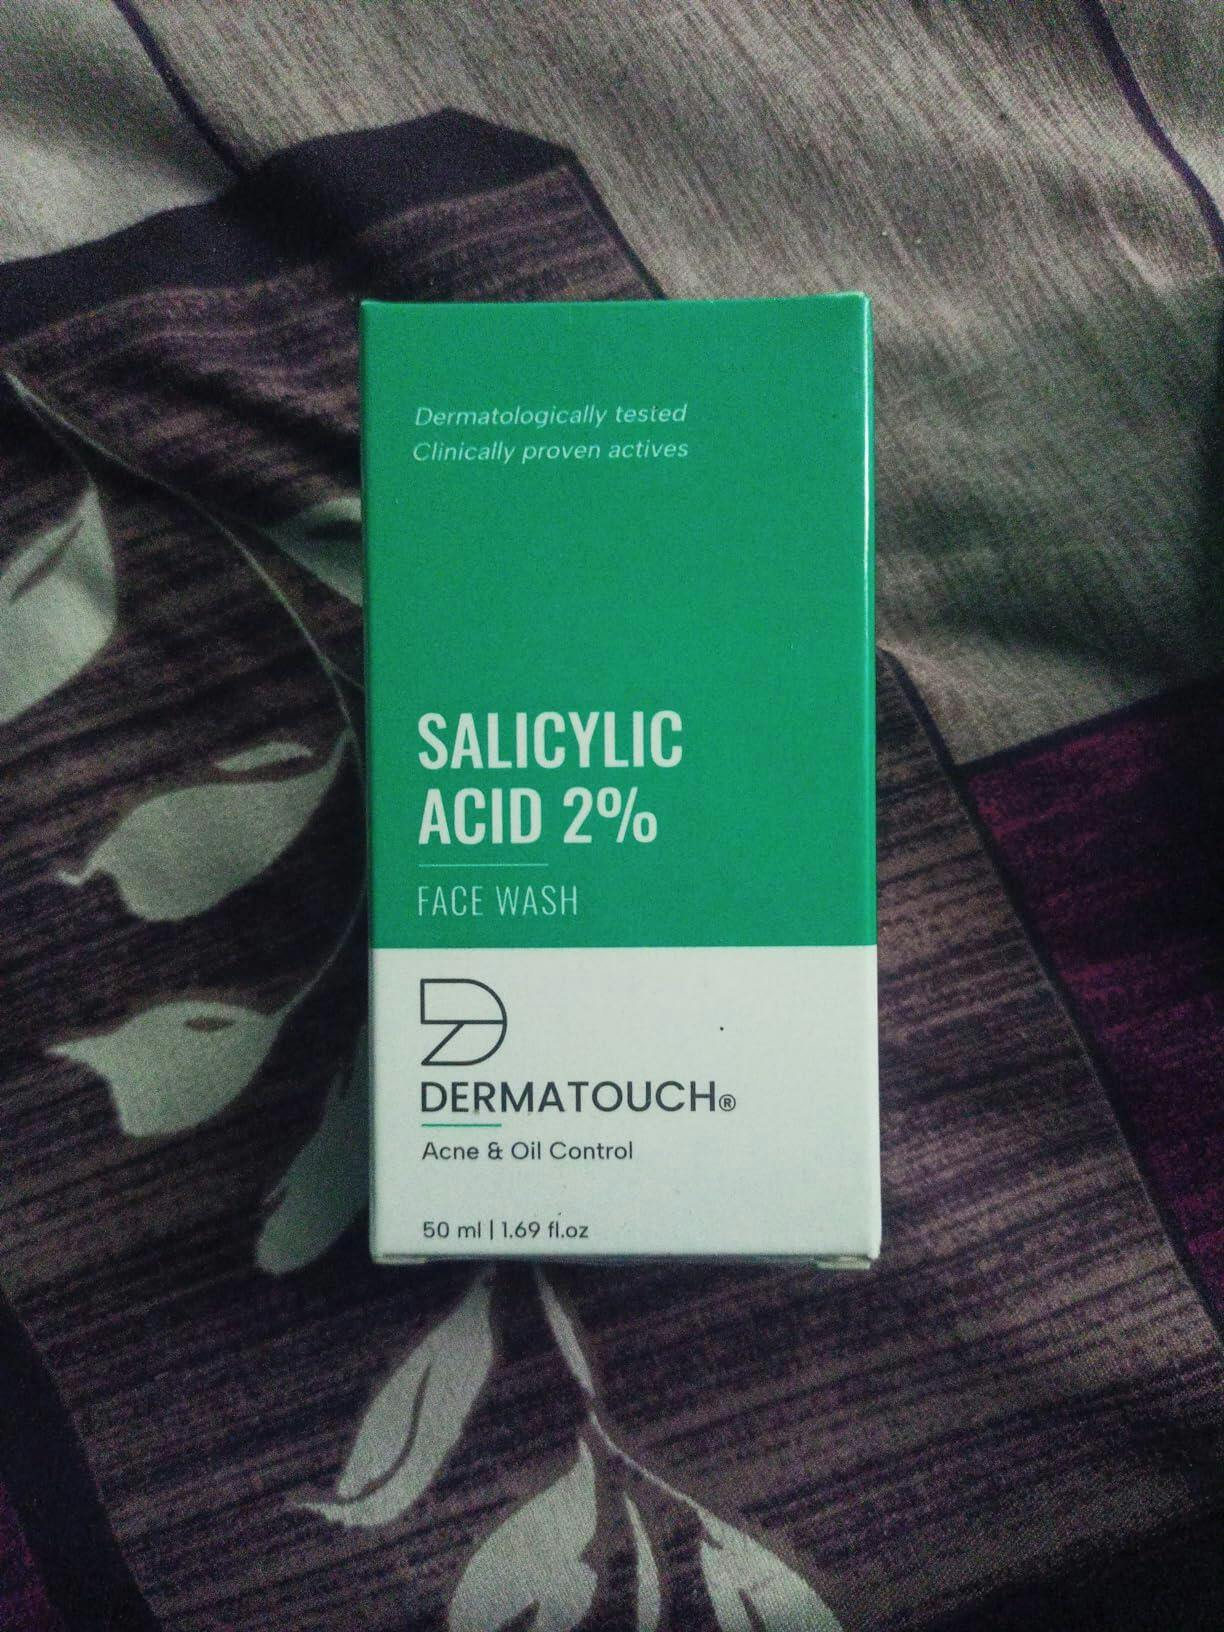 Dermatologically tested
Clinically proven actives
SALICYLIC
ACID 2%
FACE WASH
DERMATOUCH®
Acne & Oil Control
50 ml | 1.69 fl.oz